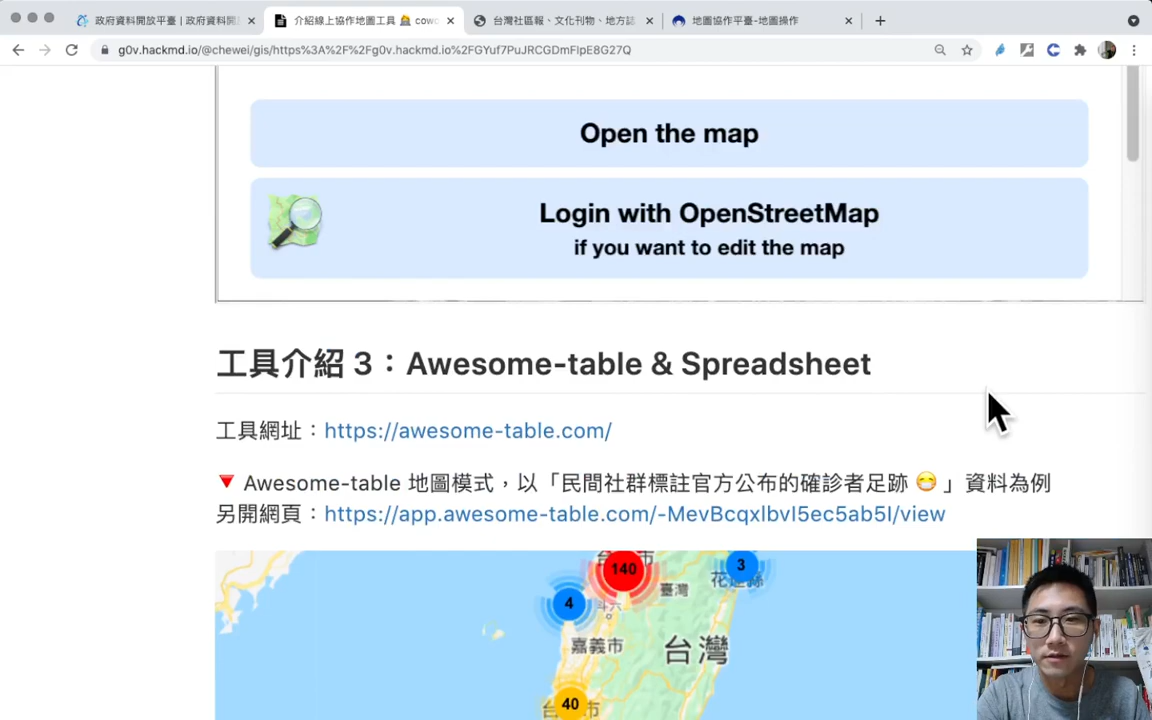 政府資料開放平臺 | 政府資料開
介紹線上協作地圖工具 👷 cowo
台灣社區報、文化刊物、地方誌
地圖協作平臺-地圖操作
g0v.hackmd.io/@chewei/gis/https%3A%2F%2Fg0v.hackmd.io%2FGYuf7PuJRCGDmFIpE8G27Q
Open the map
Login with OpenStreetMap
if you want to edit the map
工具介紹 3：Awesome-table & Spreadsheet
工具網址：https://awesome-table.com/
🔻 Awesome-table 地圖模式，以「民間社群標註官方公布的確診者足跡 😷 」資料為例
另開網頁：https://app.awesome-table.com/-MevBcqxlbvI5ec5ab5I/view
140
3
花蓮縣
4
斗六
臺灣
嘉義市
台灣
40